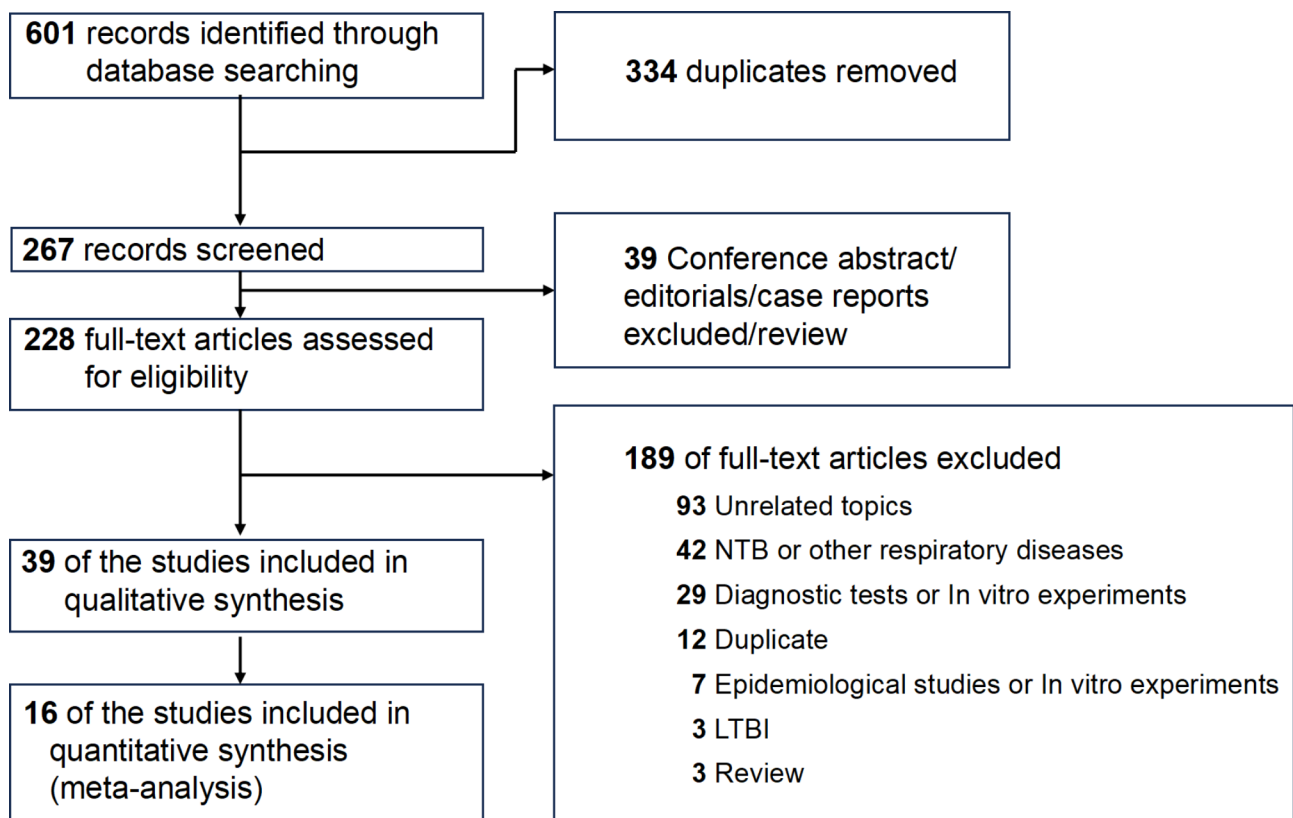 601 records identified through
database searching
334 duplicates removed
267 records screened
39 Conference abstract/
editorials/case reports
excluded/review
228 full-text articles assessed
for eligibility
189 of full-text articles excluded
93 Unrelated topics
42 NTB or other respiratory diseases
29 Diagnostic tests or In vitro experiments
12 Duplicate
7 Epidemiological studies or In vitro experiments
3 LTBI
3 Review
39 of the studies included in
qualitative synthesis
16 of the studies included in
quantitative synthesis
(meta-analysis)